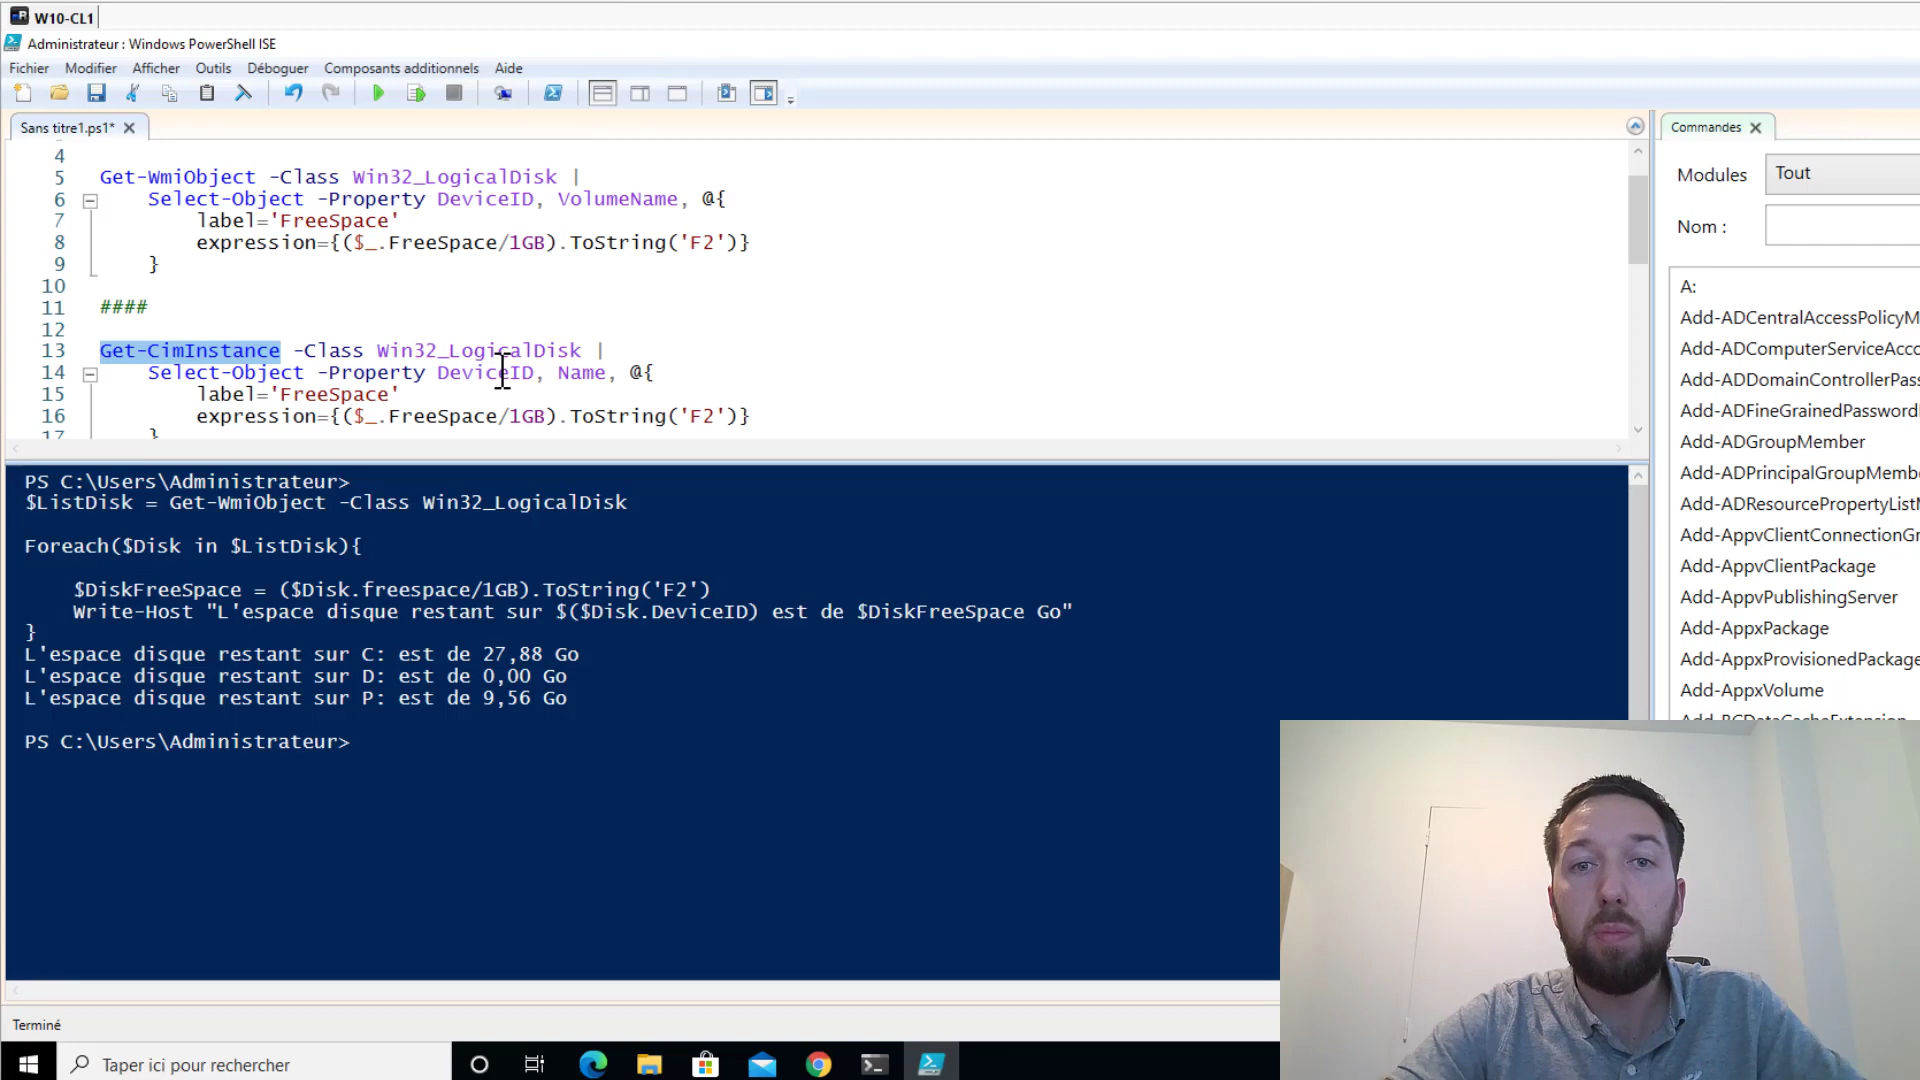 W10-CL1
Administrateur : Windows PowerShell ISE
Fichier Modifier Afficher Outils Déboguer Composants additionnels Aide
Sans titre1.ps1*
4
5 Get-WmiObject -Class Win32_LogicalDisk |
6 Select-Object -Property DeviceID, VolumeName, @{
7 label='FreeSpace'
8 expression={($_.FreeSpace/1GB).ToString('F2')}
9 }
10
11 ####
12
13 Get-CimInstance -Class Win32_LogicalDisk |
14 Select-Object -Property DeviceID, Name, @{
15 label='FreeSpace'
16 expression={($_.FreeSpace/1GB).ToString('F2')}
17 }
PS C:\Users\Administrateur>
$ListDisk = Get-WmiObject -Class Win32_LogicalDisk
Foreach($Disk in $ListDisk){
$DiskFreeSpace = ($Disk.freespace/1GB).ToString('F2')
Write-Host "L'espace disque restant sur $($Disk.DeviceID) est de $DiskFreeSpace Go"
}
L'espace disque restant sur C: est de 27,88 Go
L'espace disque restant sur D: est de 0,00 Go
L'espace disque restant sur P: est de 9,56 Go
PS C:\Users\Administrateur>
Commandes
Modules Tout
Nom :
A:
Add-ADCentralAccessPolicyM
Add-ADComputerServiceAcco
Add-ADDomainControllerPass
Add-ADFineGrainedPassword
Add-ADGroupMember
Add-ADPrincipalGroupMembe
Add-ADResourcePropertyListM
Add-AppvClientConnectionGr
Add-AppvClientPackage
Add-AppvPublishingServer
Add-AppxPackage
Add-AppxProvisionedPackage
Add-AppxVolume
Add-BCDataCacheExtension
Terminé
Taper ici pour rechercher